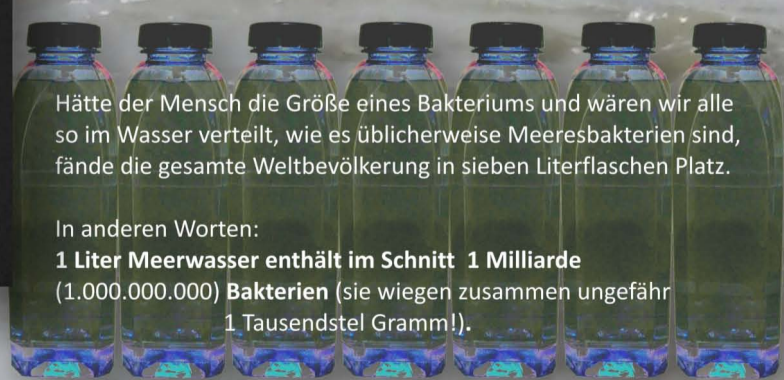 Hätte der Mensch die Größe eines Bakteriums und wären wir alle
so im Wasser verteilt, wie es üblicherweise Meeresbakterien sind,
fände die gesamte Weltbevölkerung in sieben Literflaschen Platz.
In anderen Worten:
1 Liter Meerwasser enthält im Schnitt 1 Milliarde
(1.000.000.000) Bakterien (sie wiegen zusammen ungefähr
1 Tausendstel Gramm!).